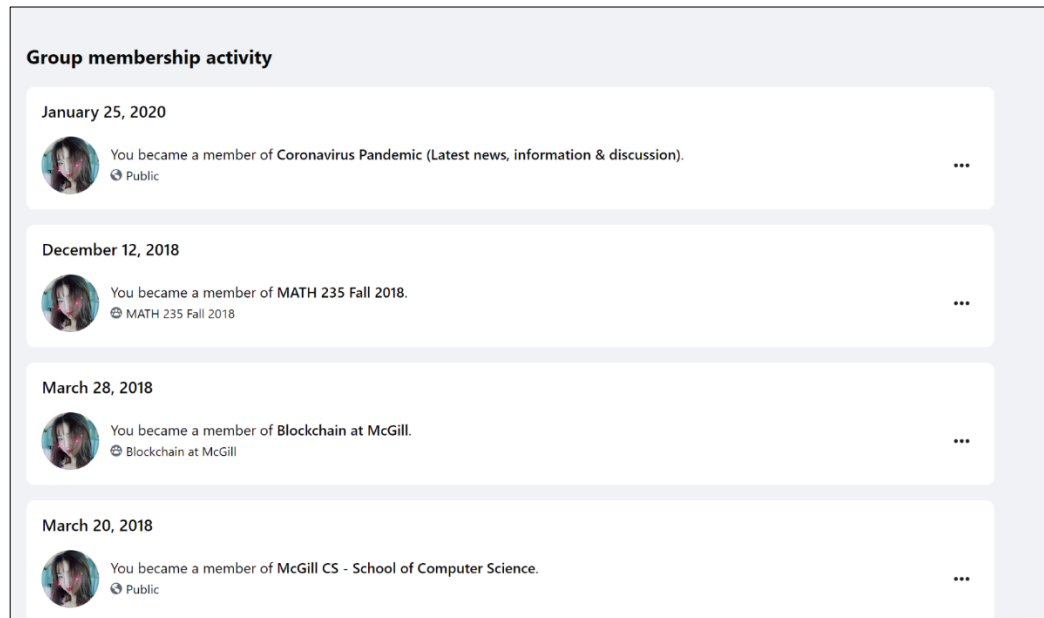 Group membership activity
January 25, 2020
You became a member of Coronavirus Pandemic (Latest news, information & discussion).
Public
December 12, 2018
You became a member of MATH 235 Fall 2018.
MATH 235 Fall 2018
March 28, 2018
You became a member of Blockchain at McGill.
Blockchain at McGill
March 20, 2018
You became a member of McGill CS - School of Computer Science.
Public